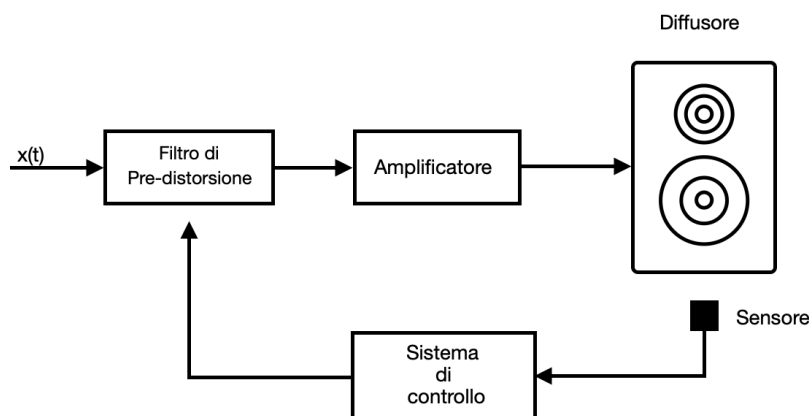 Diffusore
x(t)
Filtro di
Pre-distorsione
Amplificatore
Sensore
Sistema
di
controllo